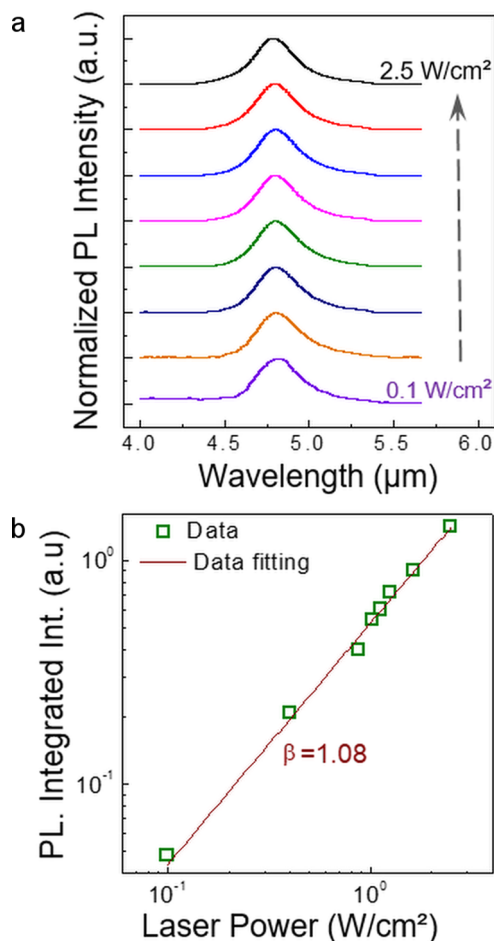 a
Normalized PL Intensity (a.u.)
2.5 W/cm²
0.1 W/cm²
4.0 4.5 5.0 5.5 6.0
Wavelength (µm)
b
PL. Integrated Int. (a.u)
Data
Data fitting
10⁰
β=1.08
10⁻¹
10⁻¹ 10⁰
Laser Power (W/cm²)